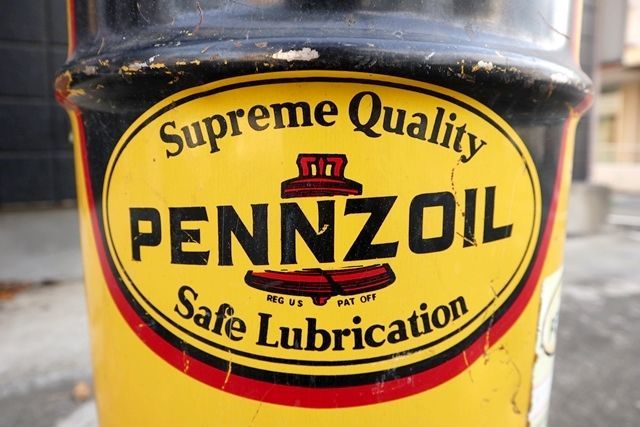 Supreme Quality
PENNZOIL
REG US PAT OFF
Safe Lubrication